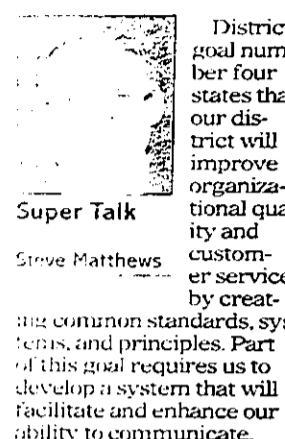 Distric
goal num
ber four
states tha
our dis-
trict will
improve
organiza-
tional qua
ity and
custom-
er service
by creat-
Super Talk
Steve Matthews
ing common standards, sys
tems, and principles. Part
of this goal requires us to
develop a system that will
facilitate and enhance our
ability to communicate.